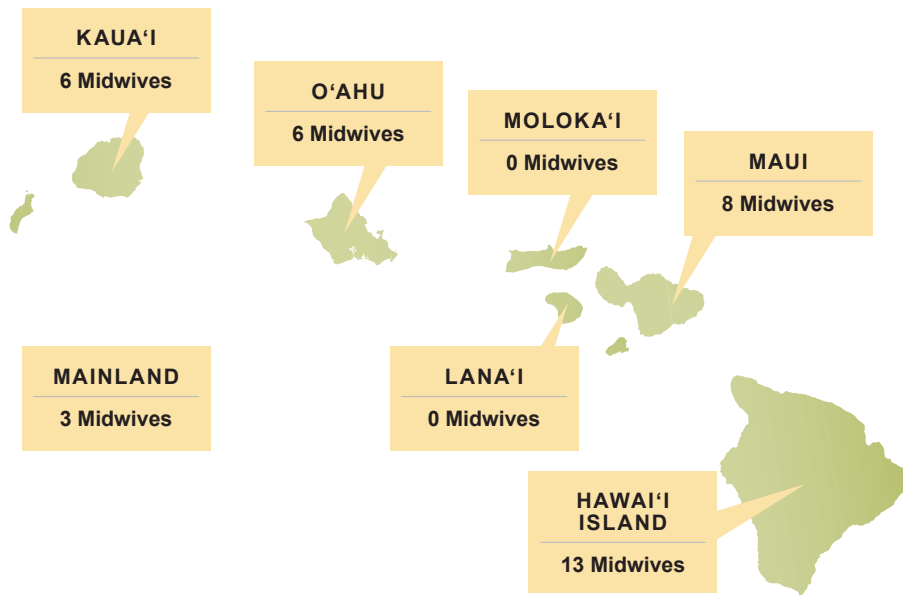 KAUA‘I
6 Midwives
O‘AHU
6 Midwives
MOLOKA‘I
0 Midwives
MAUI
8 Midwives
MAINLAND
3 Midwives
LANA‘I
0 Midwives
HAWAI‘I
ISLAND
13 Midwives